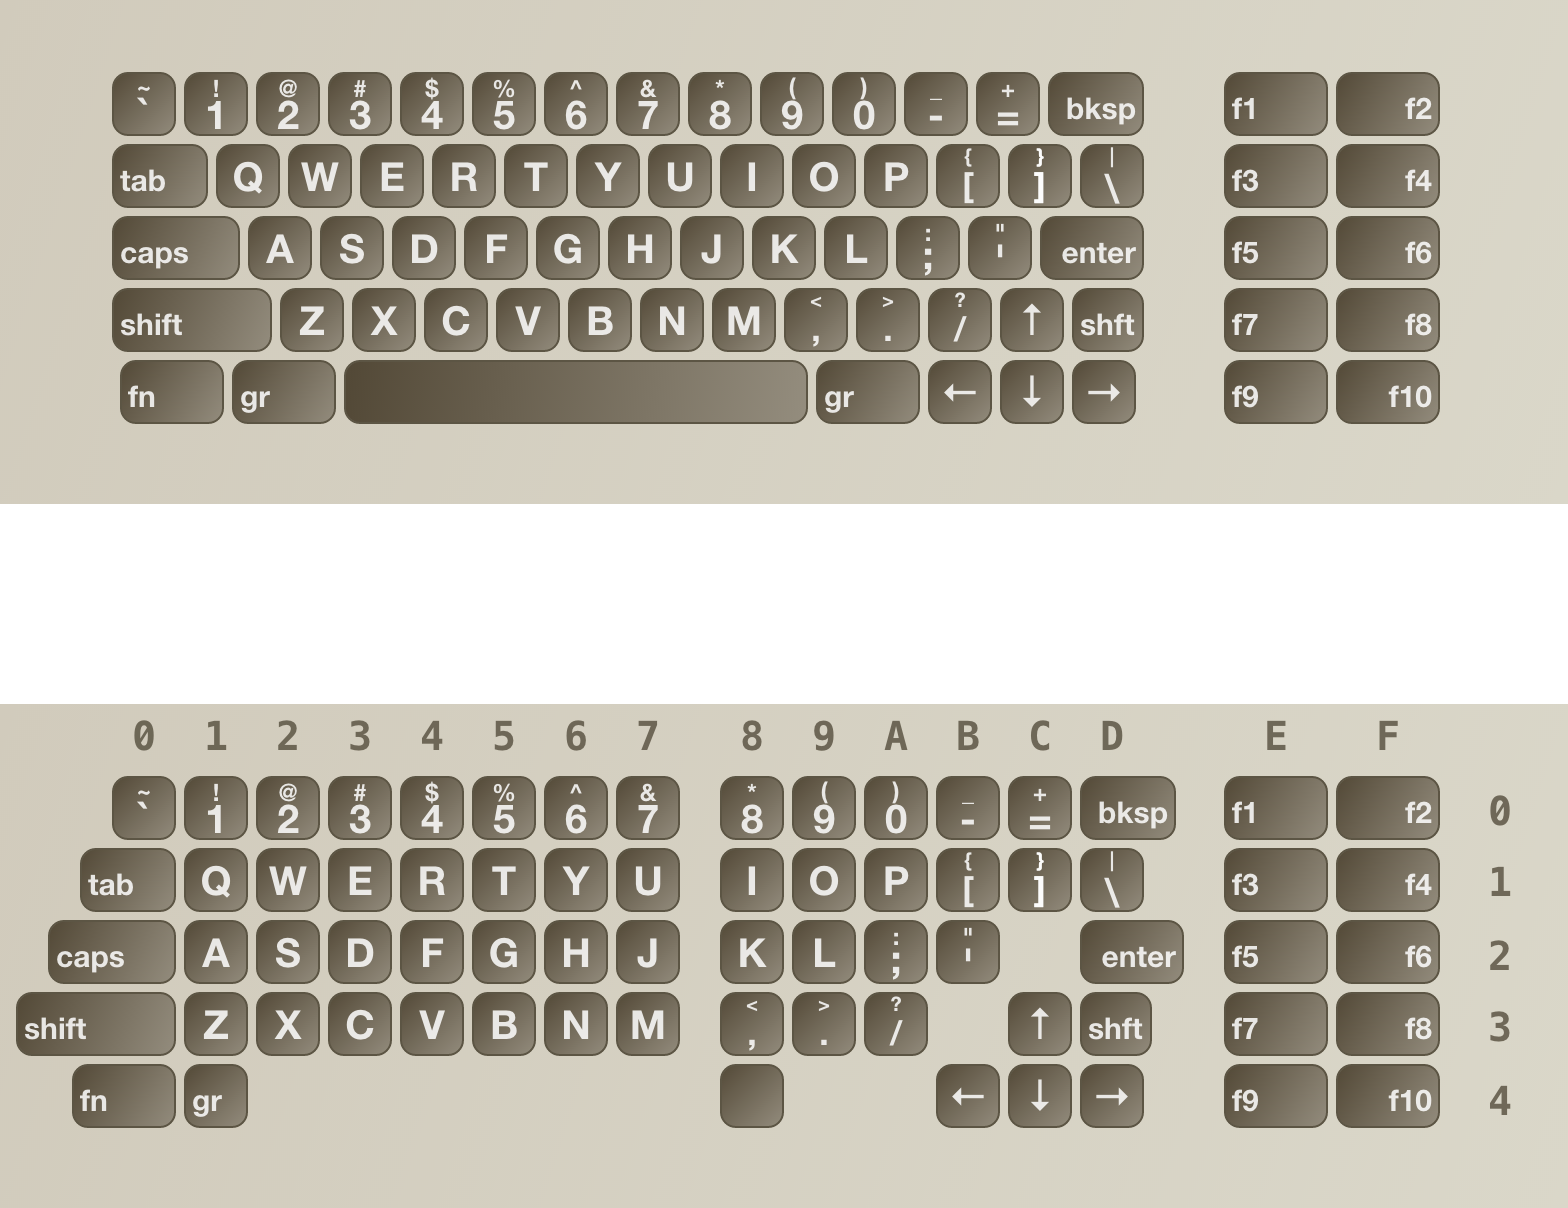 ~ ! @ # $ % ^ & * ( ) _ +
` 1 2 3 4 5 6 7 8 9 0 - = bksp f1 f2
{ } |
tab Q W E R T Y U I O P [ ] \ f3 f4
: "
caps A S D F G H J K L ; ' enter f5 f6
< > ?
shift Z X C V B N M , . / ↑ shft f7 f8
fn gr gr ← ↓ → f9 f10
0 1 2 3 4 5 6 7 8 9 A B C D E F
~ ! @ # $ % ^ & * ( ) _ +
` 1 2 3 4 5 6 7 8 9 0 - = bksp f1 f2 0
{ } |
tab Q W E R T Y U I O P [ ] \ f3 f4 1
: "
caps A S D F G H J K L ; ' enter f5 f6 2
< > ?
shift Z X C V B N M , . / ↑ shft f7 f8 3
fn gr ← ↓ → f9 f10 4